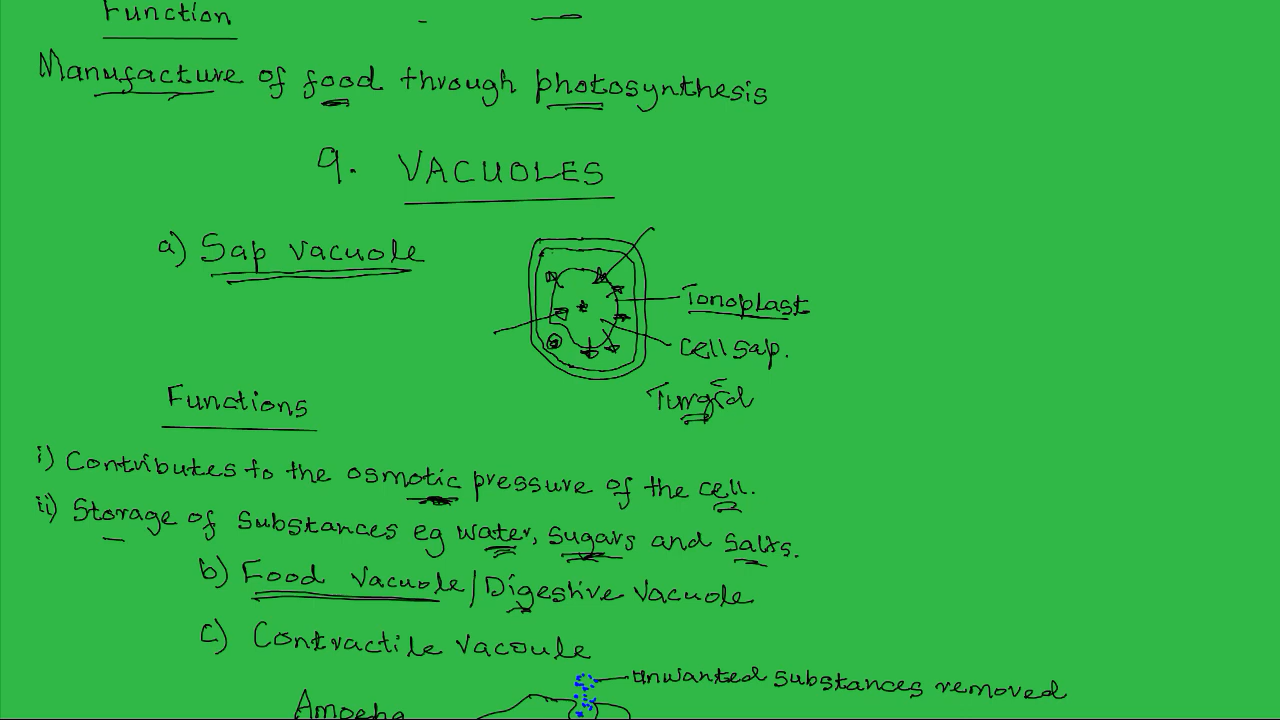 Function
Manufacture of food through photosynthesis
9. VACUOLES
a) Sap vacuole
Tonoplast
cell sap.
Turgid
Functions
i) Contributes to the osmotic pressure of the cell.
ii) Storage of substances eg water, sugars and salts.
b) Food vacuole/Digestive vacuole
c) Contractile vacoule
unwanted substances removed
Amoeba